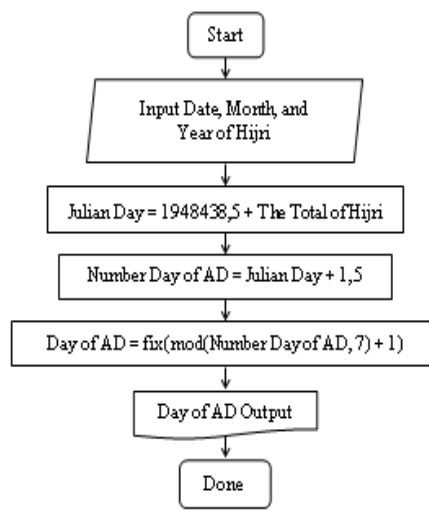 Start
Input Date, Month, and
Year of Hijri
Julian Day = 1948438,5 + The Total of Hijri
Number Day of AD = Julian Day + 1,5
Day of AD = fix(mod(Number Day of AD, 7) + 1)
Day of AD Output
Done